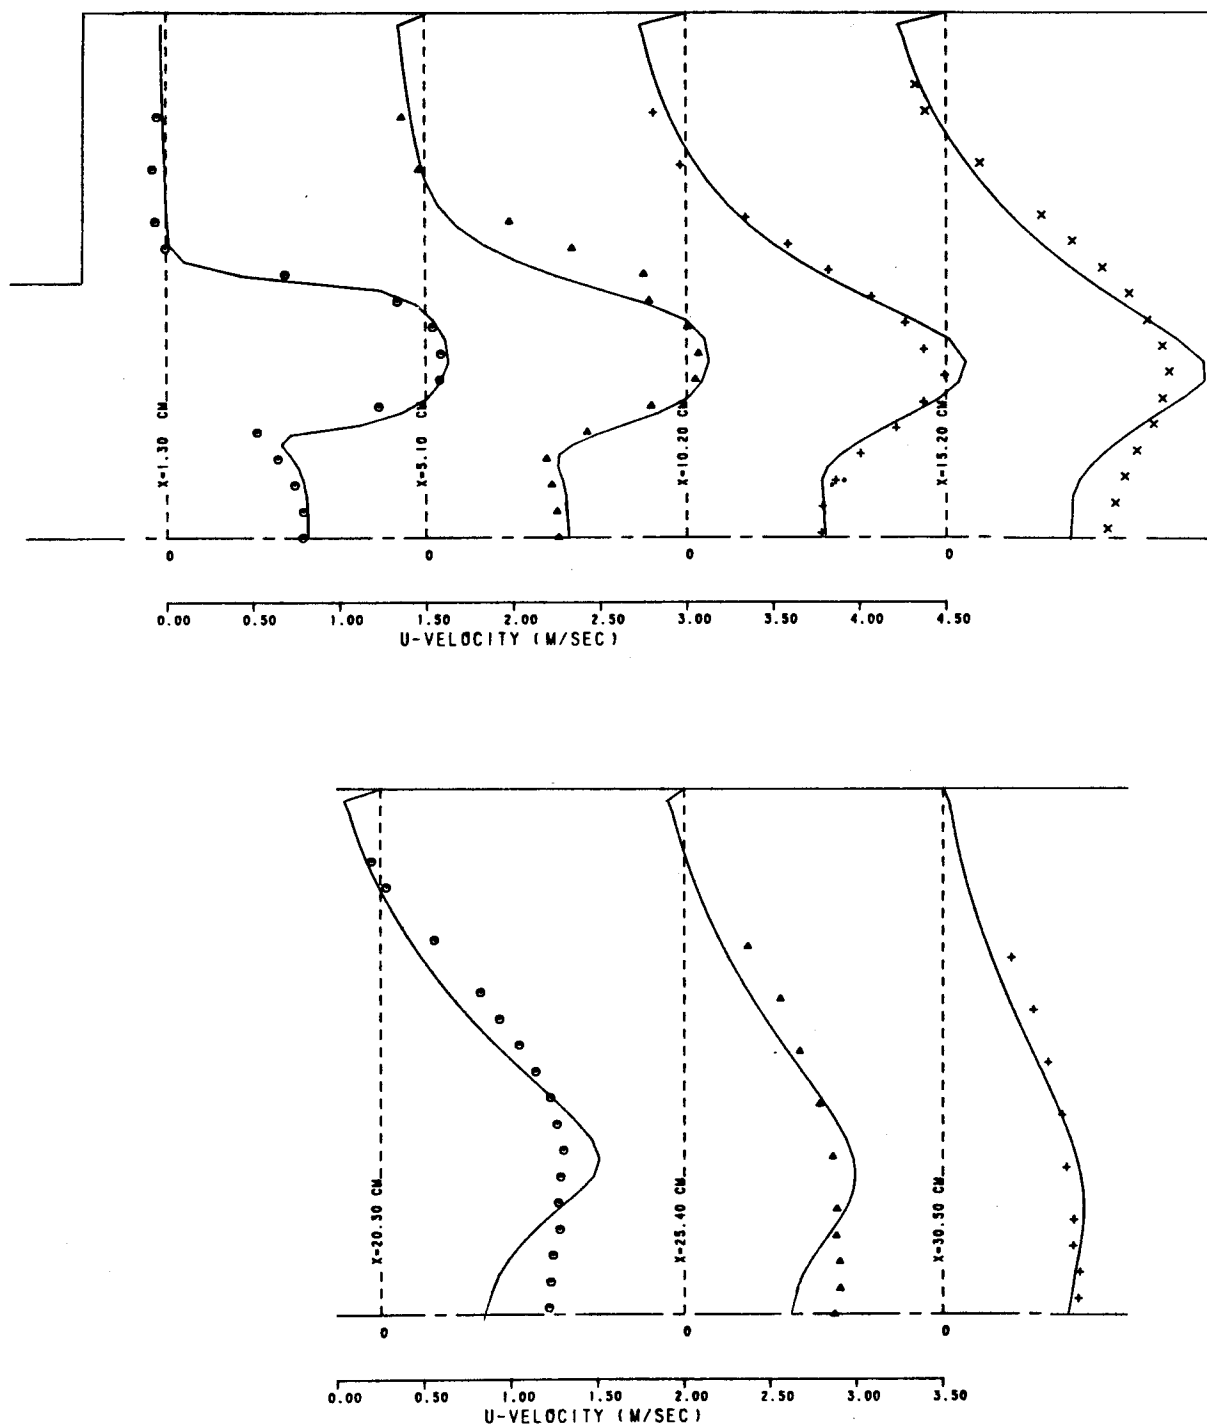 X=1.30 CM
X=5.10 CM
X=10.20 CM
X=15.20 CM
0 0 0 0
0.00 0.50 1.00 1.50 2.00 2.50 3.00 3.50 4.00 4.50
U-VELOCITY (M/SEC)
X=20.30 CM
X=25.40 CM
X=30.50 CM
0 0 0
0.00 0.50 1.00 1.50 2.00 2.50 3.00 3.50
U-VELOCITY (M/SEC)